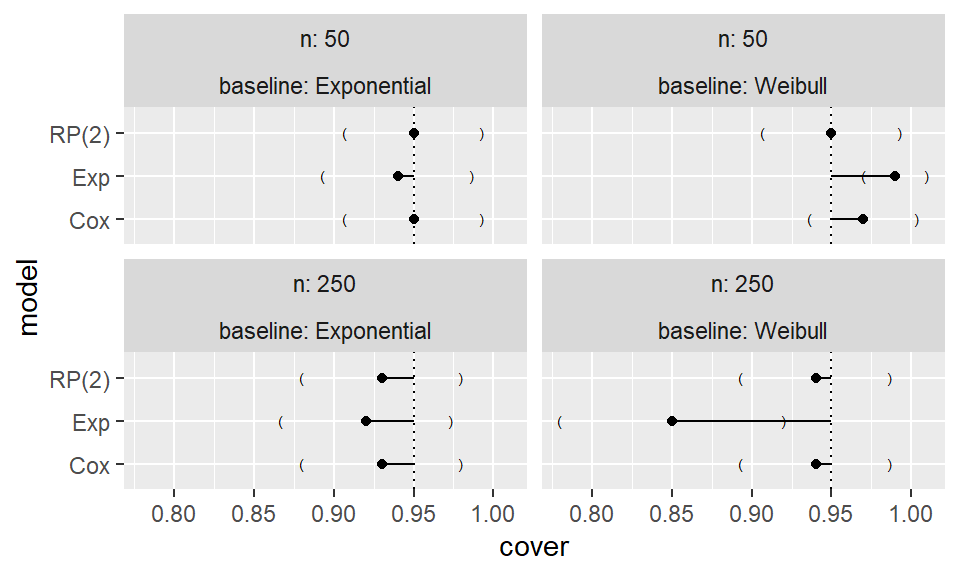 n: 50
baseline: Exponential
n: 50
baseline: Weibull
RP(2)
Exp
Cox
n: 250
baseline: Exponential
n: 250
baseline: Weibull
RP(2)
Exp
Cox
model
0.80 0.85 0.90 0.95 1.00
0.80 0.85 0.90 0.95 1.00
cover